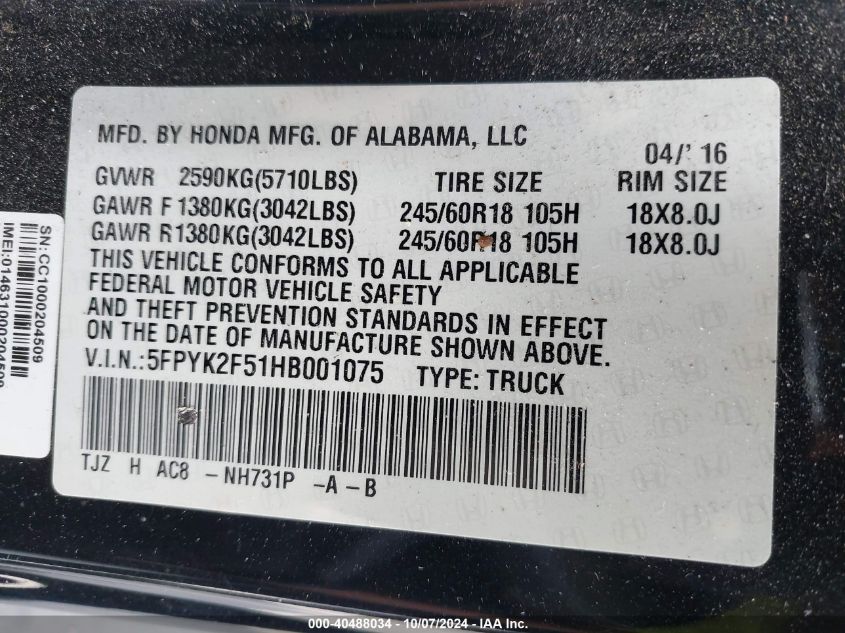 MFD. BY HONDA MFG. OF ALABAMA, LLC
04/' 16
GVWR 2590KG(5710LBS) TIRE SIZE RIM SIZE
GAWR F 1380KG(3042LBS) 245/60R18 105H 18X8.0J
GAWR R 1380KG(3042LBS) 245/60R18 105H 18X8.0J
THIS VEHICLE CONFORMS TO ALL APPLICABLE
FEDERAL MOTOR VEHICLE SAFETY
AND THEFT PREVENTION STANDARDS IN EFFECT
ON THE DATE OF MANUFACTURE SHOWN ABOVE.
V.I.N.:5FPYK2F51HB001075 TYPE: TRUCK
TJZ H AC8 -NH731P -A -B
SN:CC1000204509
IMEI:014631000204509
000-40488034 - 10/07/2024 - IAA Inc.